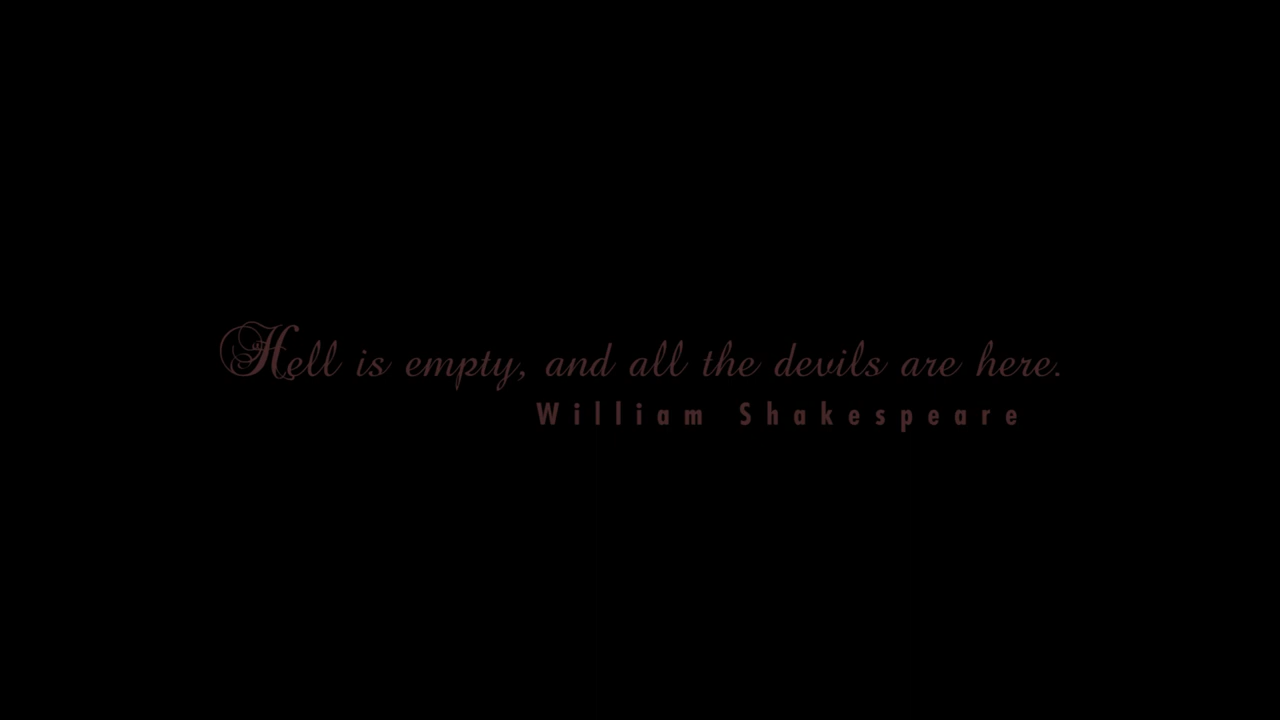 Hell is empty, and all the devils are here.
William Shakespeare